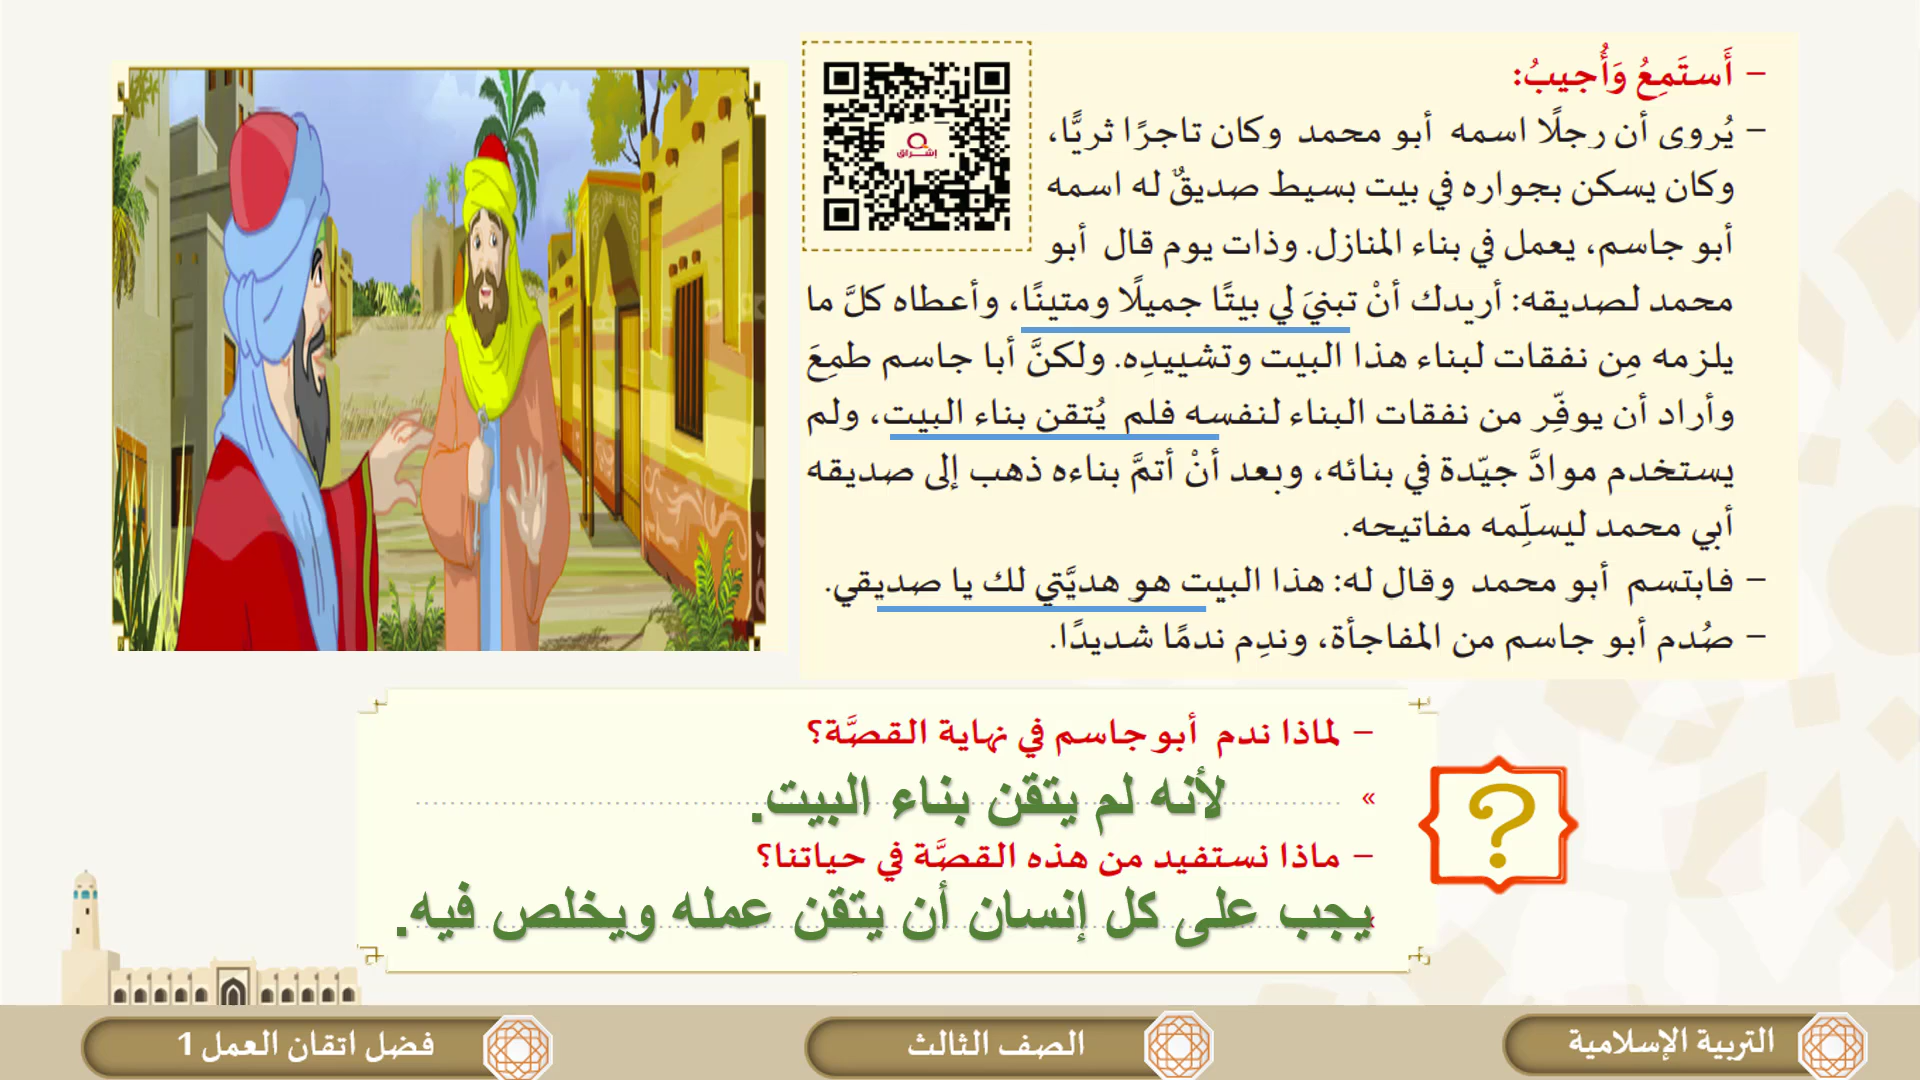 – أَستَمِعُ وَأُجيبُ:
– يُروى أن رجلًا اسمه أبو محمد وكان تاجرًا ثريًّا،
وكان يسكن بجواره في بيت بسيط صديقٌ له اسمه
أبو جاسم، يعمل في بناء المنازل. وذات يوم قال أبو
محمد لصديقه: أريدك أنْ تبنيَ لي بيتًا جميلًا ومتينًا، وأعطاه كلَّ ما
يلزمه مِن نفقات لبناء هذا البيت وتشييدِه. ولكنَّ أبا جاسم طمِعَ
وأراد أن يوفِّر من نفقات البناء لنفسه فلم يُتقن بناء البيت، ولم
يستخدم موادَّ جيّدة في بنائه، وبعد أنْ أتمَّ بناءه ذهب إلى صديقه
أبي محمد ليسلِّمه مفاتيحه.
– فابتسم أبو محمد وقال له: هذا البيت هو هديَّتي لك يا صديقي.
– صُدم أبو جاسم من المفاجأة، وندِم ندمًا شديدًا.
إشراق
– لماذا ندم أبو جاسم في نهاية القصَّة؟
» لأنه لم يتقن بناء البيت.
– ماذا نستفيد من هذه القصَّة في حياتنا؟
» يجب على كل إنسان أن يتقن عمله ويخلص فيه.
?
التربية الإسلامية
الصف الثالث
فضل اتقان العمل 1